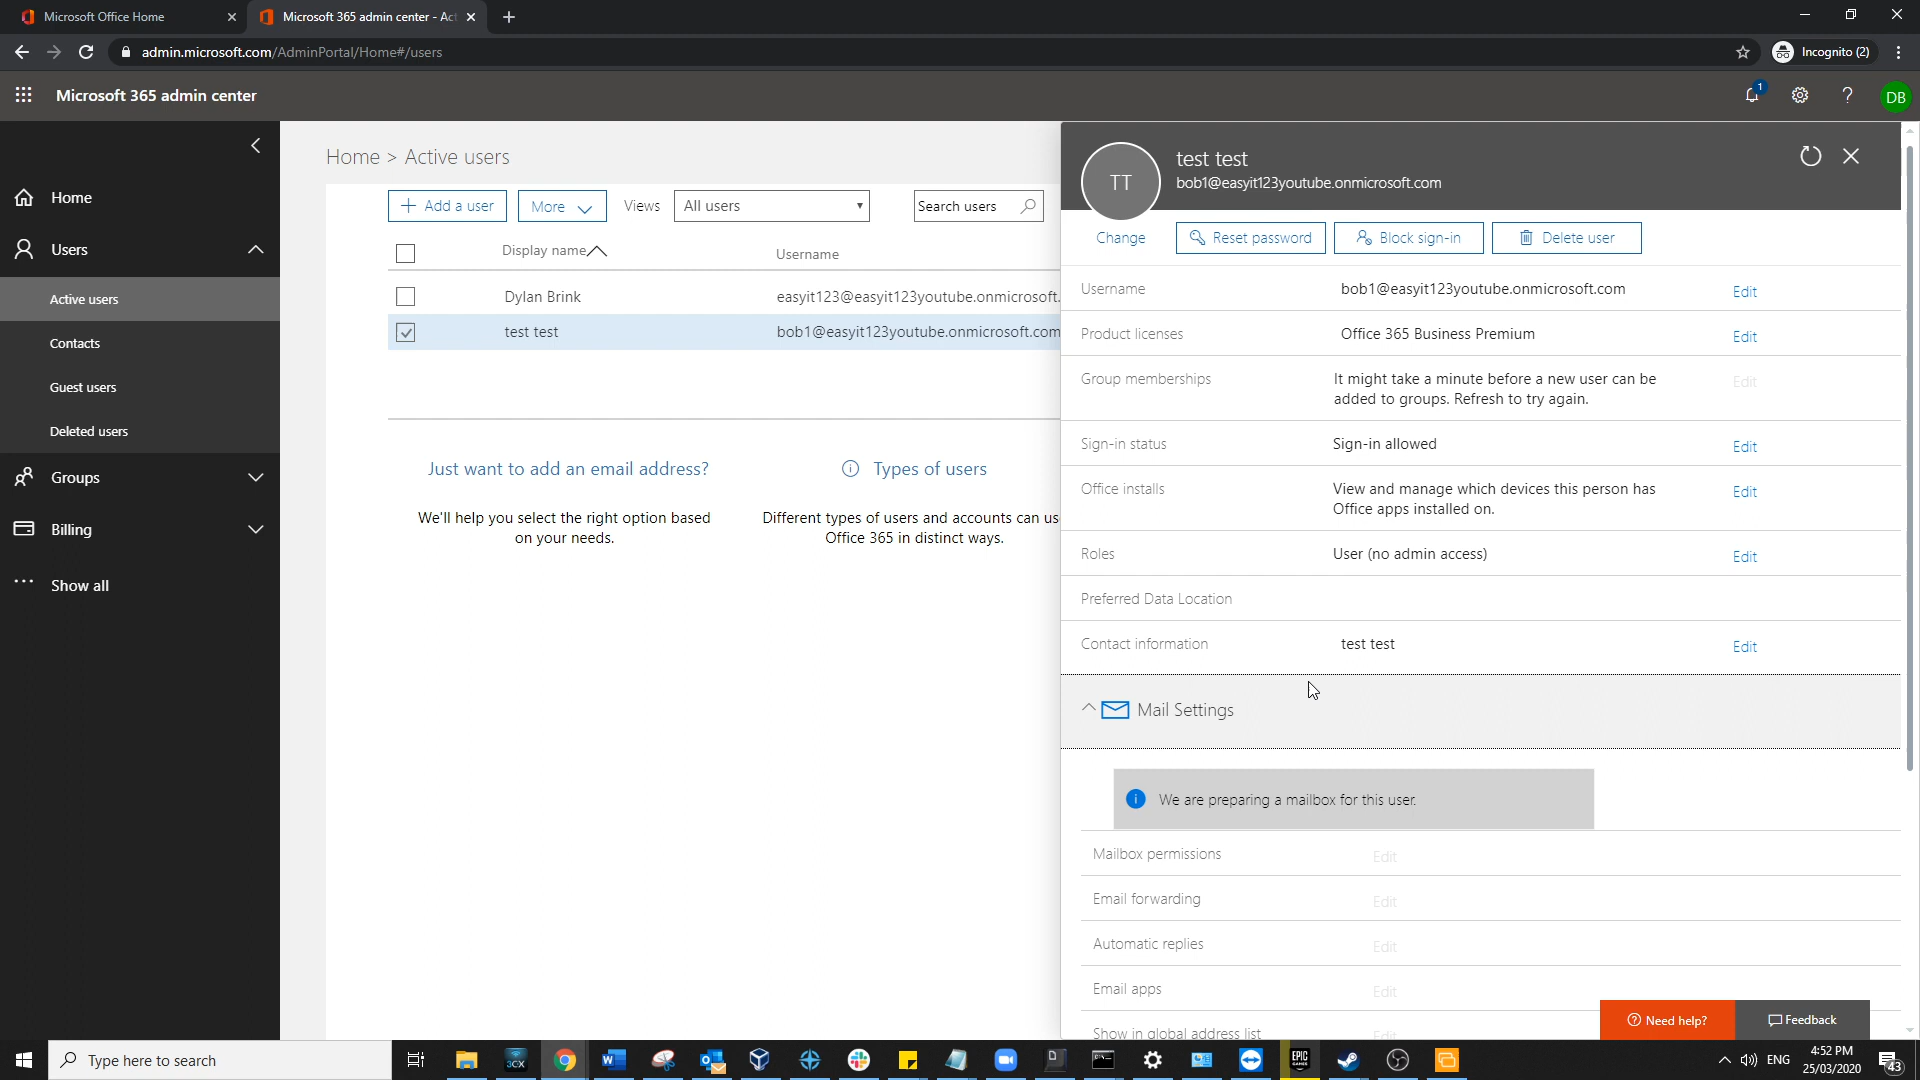 Microsoft Office Home
Microsoft 365 admin center - Act
admin.microsoft.com/AdminPortal/Home#/users
Incognito (2)
Microsoft 365 admin center
1
DB
Home
Users
Active users
Contacts
Guest users
Deleted users
Groups
Billing
Show all
Home > Active users
Add a user
More
Views
All users
Search users
Display name
Username
Dylan Brink
easyit123@easyit123youtube.onmicrosoft.
test test
bob1@easyit123youtube.onmicrosoft.com
Just want to add an email address?
We'll help you select the right option based
on your needs.
Types of users
Different types of users and accounts can us
Office 365 in distinct ways.
TT
test test
bob1@easyit123youtube.onmicrosoft.com
Change
Reset password
Block sign-in
Delete user
Username
bob1@easyit123youtube.onmicrosoft.com
Edit
Product licenses
Office 365 Business Premium
Edit
Group memberships
It might take a minute before a new user can be
added to groups. Refresh to try again.
Edit
Sign-in status
Sign-in allowed
Edit
Office installs
View and manage which devices this person has
Office apps installed on.
Edit
Roles
User (no admin access)
Edit
Preferred Data Location
Contact information
test test
Edit
Mail Settings
We are preparing a mailbox for this user.
Mailbox permissions
Edit
Email forwarding
Edit
Automatic replies
Edit
Email apps
Edit
Show in global address list
Edit
Need help?
Feedback
Type here to search
3CX
EPIC
GAMES
ENG
4:52 PM
25/03/2020
43